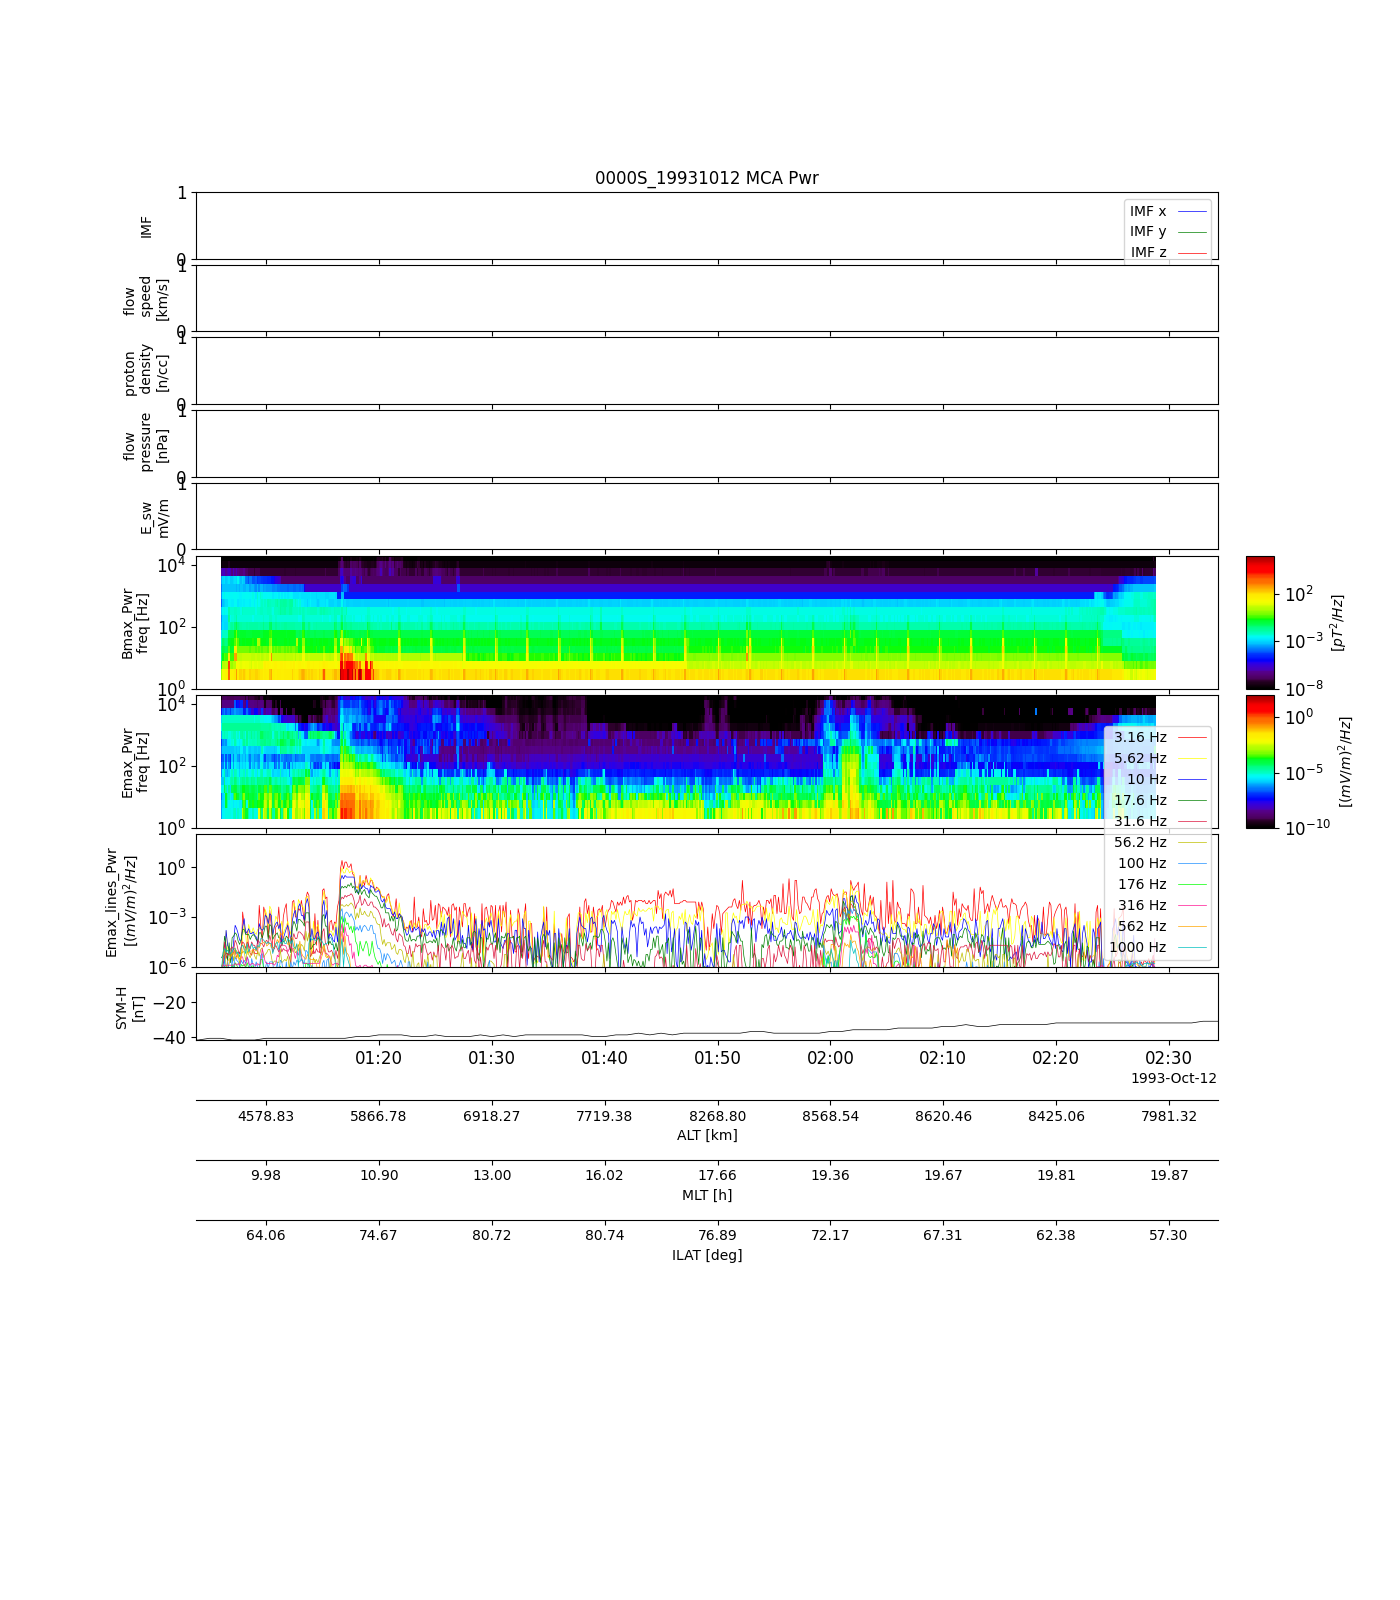 0000S_19931012 MCA Pwr
1
IMF
0
IMF x
IMF y
IMF z
1
flow
speed
[km/s]
0
1
proton
density
[n/cc]
0
1
flow
pressure
[nPa]
0
1
E_sw
mV/m
0
10^4
10^2
10^0
Bmax_Pwr
freq [Hz]
10^2
10^-3
10^-8
[pT^2/Hz]
10^4
10^2
10^0
Emax_Pwr
freq [Hz]
10^0
10^-5
10^-10
[(mV/m)^2/Hz]
3.16 Hz
5.62 Hz
10 Hz
17.6 Hz
31.6 Hz
56.2 Hz
100 Hz
176 Hz
316 Hz
562 Hz
1000 Hz
10^0
10^-3
10^-6
Emax_lines_Pwr
[(mV/m)^2/Hz]
SYM-H
[nT]
−20
−40
01:10 01:20 01:30 01:40 01:50 02:00 02:10 02:20 02:30
1993-Oct-12
4578.83 5866.78 6918.27 7719.38 8268.80 8568.54 8620.46 8425.06 7981.32
ALT [km]
9.98 10.90 13.00 16.02 17.66 19.36 19.67 19.81 19.87
MLT [h]
64.06 74.67 80.72 80.74 76.89 72.17 67.31 62.38 57.30
ILAT [deg]